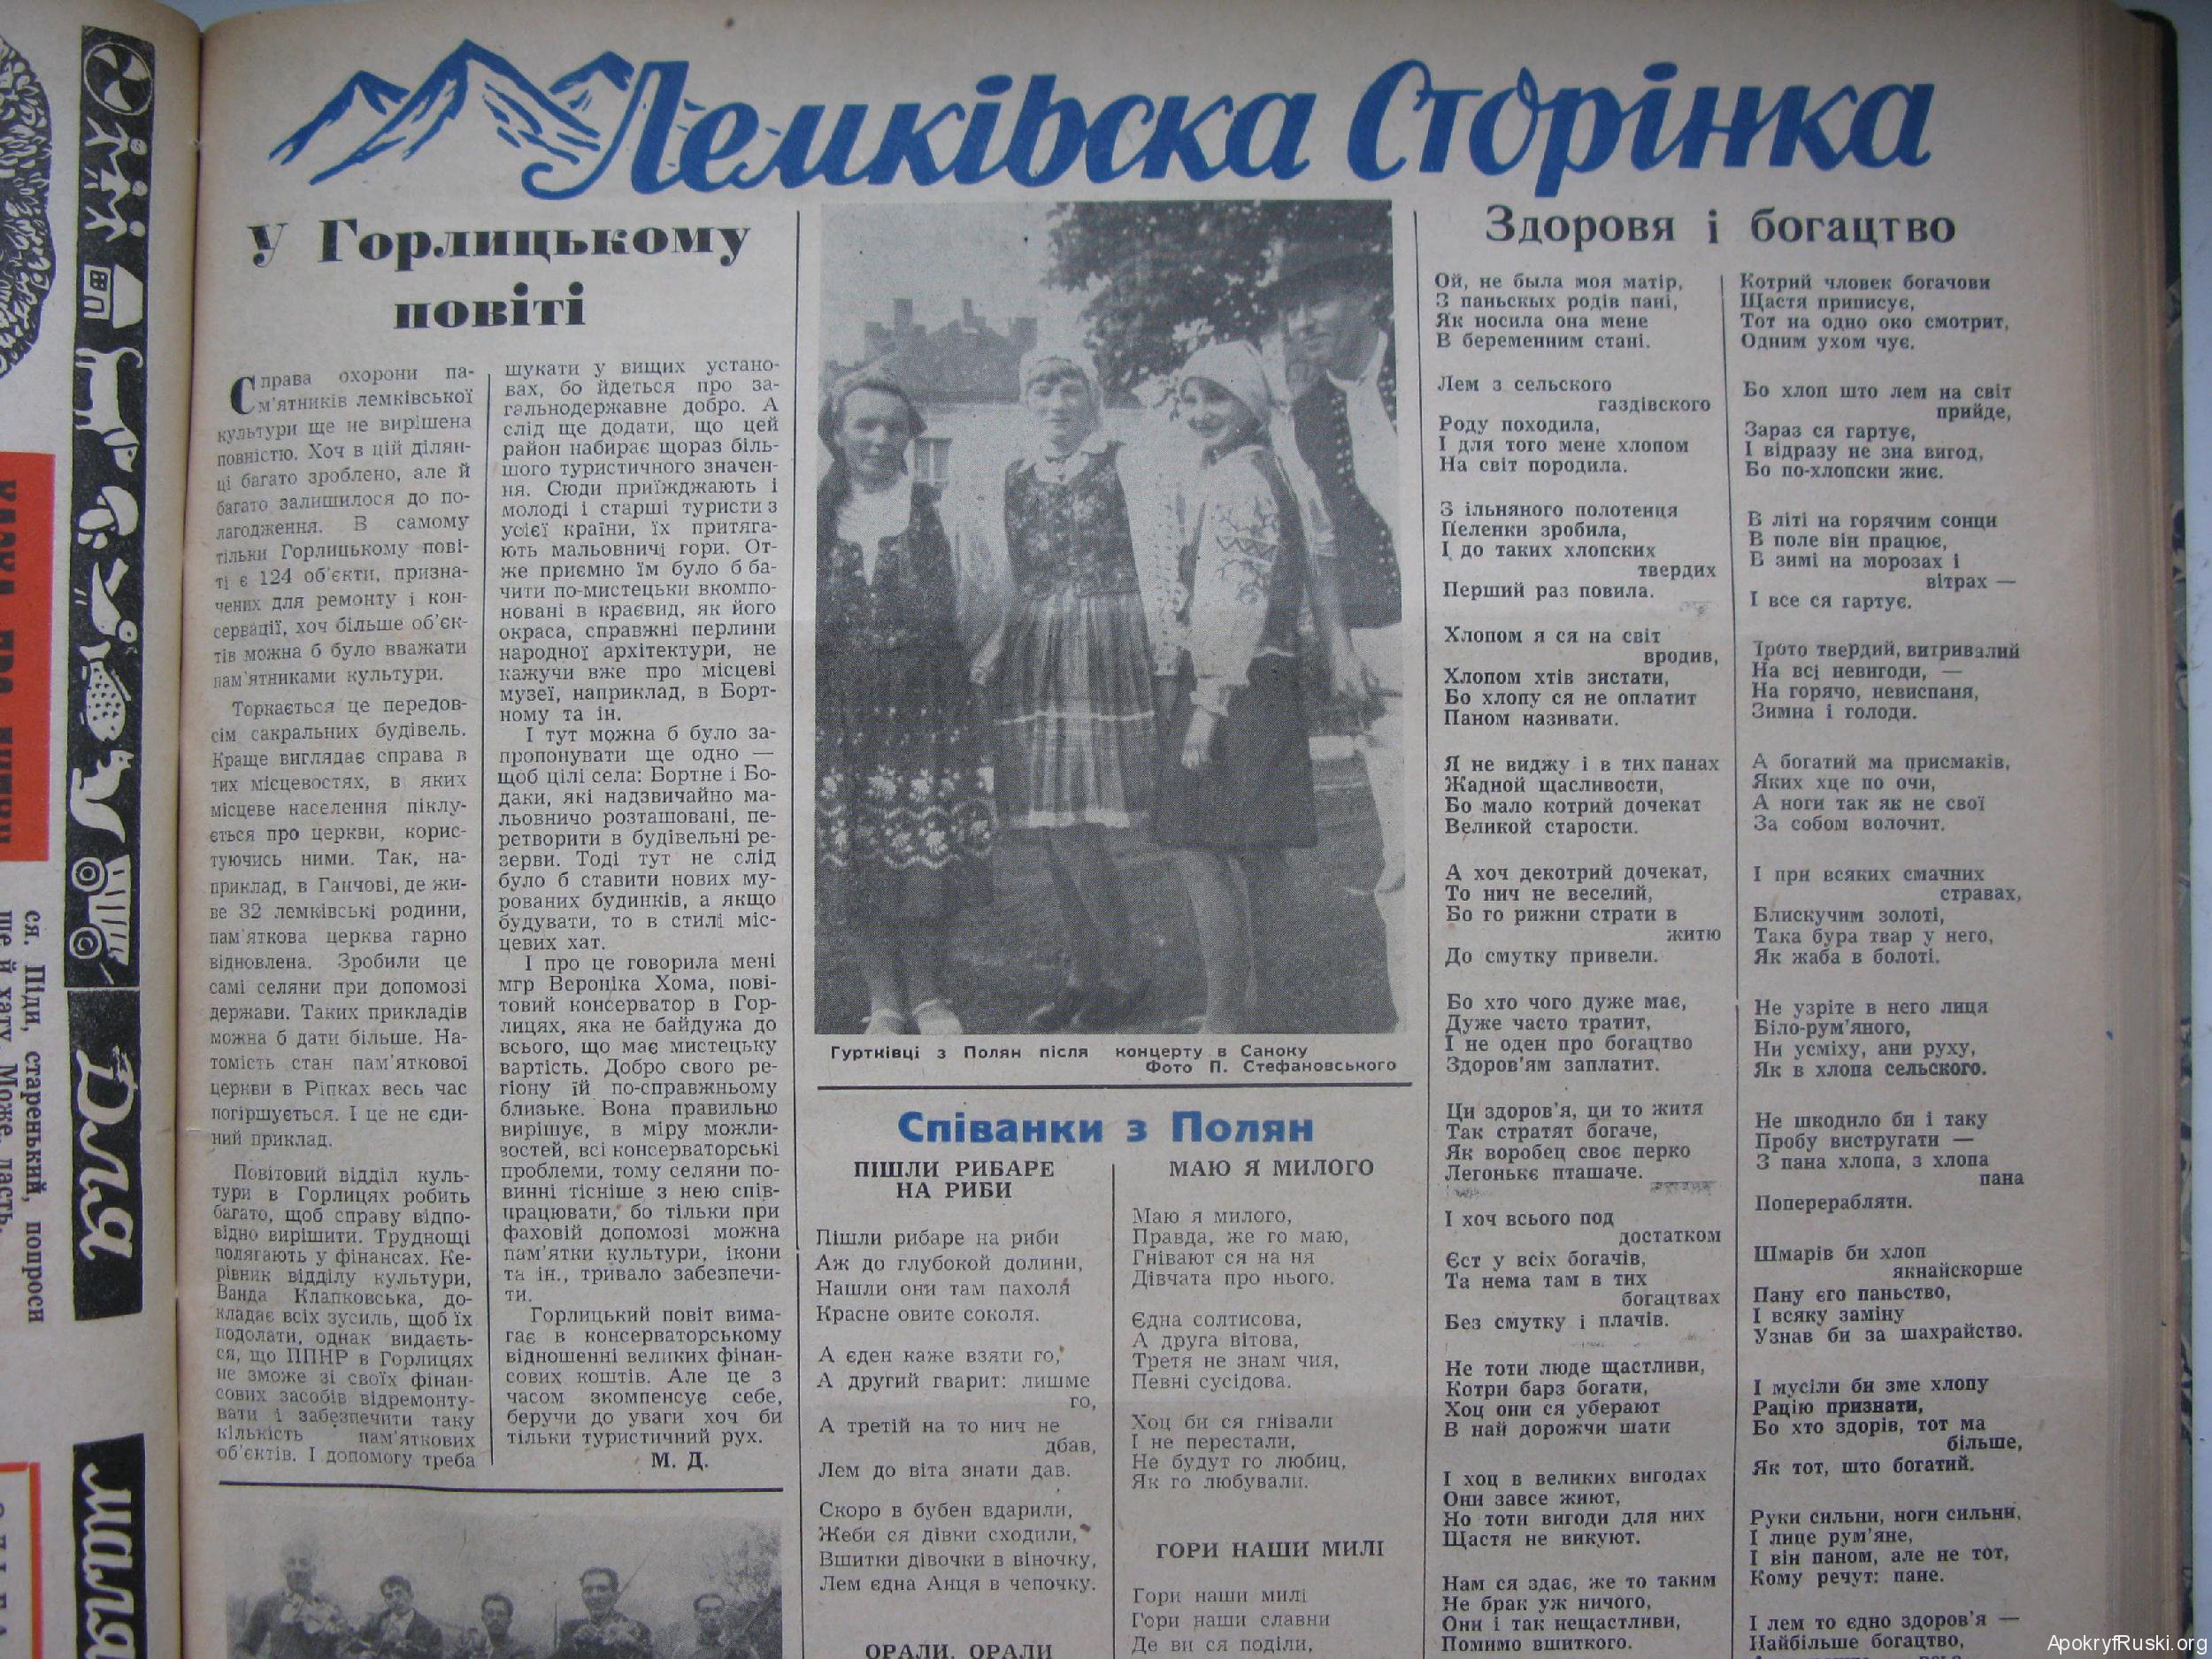 Лемківска Сторінка
У Горлицькому
повіті
Справа охорони па-
м'ятників лемківської
культури ще не вирішена
повністю. Хоч в цій ділян-
ці багато зроблено, але й
багато залишилося до по-
лагодження. В самому
тільки Горлицькому пові-
ті є 124 об'єкти, призна-
чених для ремонту і кон-
сервації, хоч більше об'єк-
тів можна б було вважати
пам'ятниками культури.
Торкається це передов-
сім сакральних будівель.
Краще виглядає справа в
тих місцевостях, в яких
місцеве населення піклу-
ється про церкви, корис-
туючись ними. Так, на-
приклад, в Ганчові, де жи-
ве 32 лемківські родини,
пам'яткова церква гарно
відновлена. Зробили це
самі селяни при допомозі
держави. Таких прикладів
можна б дати більше. На-
томість стан пам'яткової
церкви в Ріпках весь час
погіршується. І це не єди-
ний приклад.
Повітовий відділ куль-
тури в Горлицях робить
багато, щоб справу відпо-
відно вирішити. Труднощі
полягають у фінансах. Ке-
рівник відділу культури,
Ванда Клапковська, до-
кладає всіх зусиль, щоб їх
подолати, однак видаєть-
ся, що ППНР в Горлицях
не зможе зі своїх фінан-
сових засобів відремонту-
вати і забезпечити таку
кількість пам'яткових
об'єктів. І допомогу треба
шукати у вищих устано-
вах, бо йдеться про за-
гальнодержавне добро. А
слід ще додати, що цей
район набирає щораз біль-
шого туристичного значен-
ня. Сюди приїжджають і
молоді і старші туристи з
усієї країни, їх притяга-
ють мальовничі гори. От-
же приємно їм було б ба-
чити по-мистецьки вкомпо-
новані в краєвид, як його
окраса, справжні перлини
народної архітектури, не
кажучи вже про місцеві
музеї, наприклад, в Борт-
ному та ін.
І тут можна б було за-
пропонувати ще одно —
щоб цілі села: Бортне і Бо-
даки, які надзвичайно ма-
льовничо розташовані, пе-
ретворити в будівельні ре-
зерви. Тоді тут не слід
було б ставити нових му-
рованих будинків, а якщо
будувати, то в стилі міс-
цевих хат.
І про це говорила мені
мгр Вероніка Хома, пові-
товий консерватор в Гор-
лицях, яка не байдужа до
всього, що має мистецьку
вартість. Добро свого ре-
гіону їй по-справжньому
близьке. Вона правильно
вирішує, в міру можли-
востей, всі консерваторські
проблеми, тому селяни по-
винні тісніше з нею спів-
працювати, бо тільки при
фаховій допомозі можна
пам'ятки культури, ікони
та ін., тривало забезпечи-
ти.
Горлицький повіт вима-
гає в консерваторському
відношенні великих фінан-
сових коштів. Але це з
часом зкомпенсує себе,
беручи до уваги хоч би
тільки туристичний рух.
М. Д.
Гуртківці з Полян після концерту в Саноку
Фото П. Стефановського
Співанки з Полян
ПІШЛИ РИБАРЕ
НА РИБИ
Пішли рибаре на риби
Аж до глубокой долини,
Нашли они там пахоля
Красне овите соколя.
А єден каже взяти го,
А другий гварит: лишме
го,
А третій на то нич не
дбав,
Лем до віта знати дав.
Скоро в бубен вдарили,
Жеби ся дівки сходили,
Вшитки дівочки в віночку,
Лем єдна Анця в чепочку.
ОРАЛИ, ОРАЛИ
МАЮ Я МИЛОГО
Маю я милого,
Правда, же го маю,
Гнівают ся на ня
Дівчата про нього.
Єдна солтисова,
А друга вітова,
Третя не знам чия,
Певні сусідова.
Хоц би ся гнівали
І не перестали,
Не будут го любиц,
Як го любували.
ГОРИ НАШИ МИЛІ
Гори наши милі
Гори наши славни
Де ви ся поділи,
Здоровя і богацтво
Ой, не была моя матір,
З паньскых родів пані,
Як носила она мене
В беременним стані.
Лем з сельского
газдівского
Роду походила,
І для того мене хлопом
На світ породила.
З ільняного полотенця
Пеленки зробила,
І до таких хлопских
твердих
Перший раз повила.
Хлопом я ся на світ
вродив,
Хлопом хтів зистати,
Бо хлопу ся не оплатит
Паном називати.
Я не виджу і в тих панах
Жадной щасливости,
Бо мало котрий дочекат
Великой старости.
А хоч декотрий дочекат,
То нич не веселий,
Бо го рижни страти в
житю
До смутку привели.
Бо хто чого дуже має,
Дуже часто тратит,
І не оден про богацтво
Здоров'ям заплатит.
Ци здоров'я, ци то житя
Так стратят богаче,
Як воробец своє перко
Легонькє пташаче.
І хоч всього под
достатком
Єст у всіх богачів,
Та нема там в тих
богацтвах
Без смутку і плачів.
Не тоти люде щастливи,
Котри барз богати,
Хоц они ся уберают
В най дорожчи шати
І хоц в великих вигодах
Они завсе жиют,
Но тоти вигоди для них
Щастя не викуют.
Нам ся здає, же то таким
Не брак уж ничого,
Они і так нещастливи,
Помимо вшиткого.
Котрий чловек богачови
Щастя приписує,
Тот на одно око смотрит,
Одним ухом чує.
Бо хлоп што лем на світ
прийде,
Зараз ся гартує,
І відразу не зна вигод,
Бо по-хлопски жиє.
В літі на горячим сонци
В поле він працює,
В зимі на морозах і
вітрах —
І все ся гартує.
Прото твердий, витривалий
На всі невигоди, —
На горячо, невиспаня,
Зимна і голоди.
А богатий ма присмаків,
Яких хце по очи,
А ноги так як не свої
За собом волочит.
І при всяких смачних
стравах,
Блискучим золоті,
Така бура твар у него,
Як жаба в болоті.
Не узріте в него лиця
Біло-рум'яного,
Ни усміху, ани руху,
Як в хлопа сельского.
Не шкодило би і таку
Пробу виструга­ти —
З пана хлопа, з хлопа
пана
Поперерабляти.
Шмарів би хлоп
якнайскорше
Пану єго паньство,
І всяку заміну
Узнав би за шахрайство.
І мусіли би зме хлопу
Рацію признати,
Бо хто здорів, тот ма
більше,
Як тот, што богатий.
Руки сильни, ноги сильни,
І лице рум'яне,
І він паном, але не тот,
Кому речут: пане.
І лем то єдно здоров'я —
Найбільше богацтво,
ся. Піди, старенький, попроси
ще й хату. Може, дасть.
Для
ApokryfRuski.org